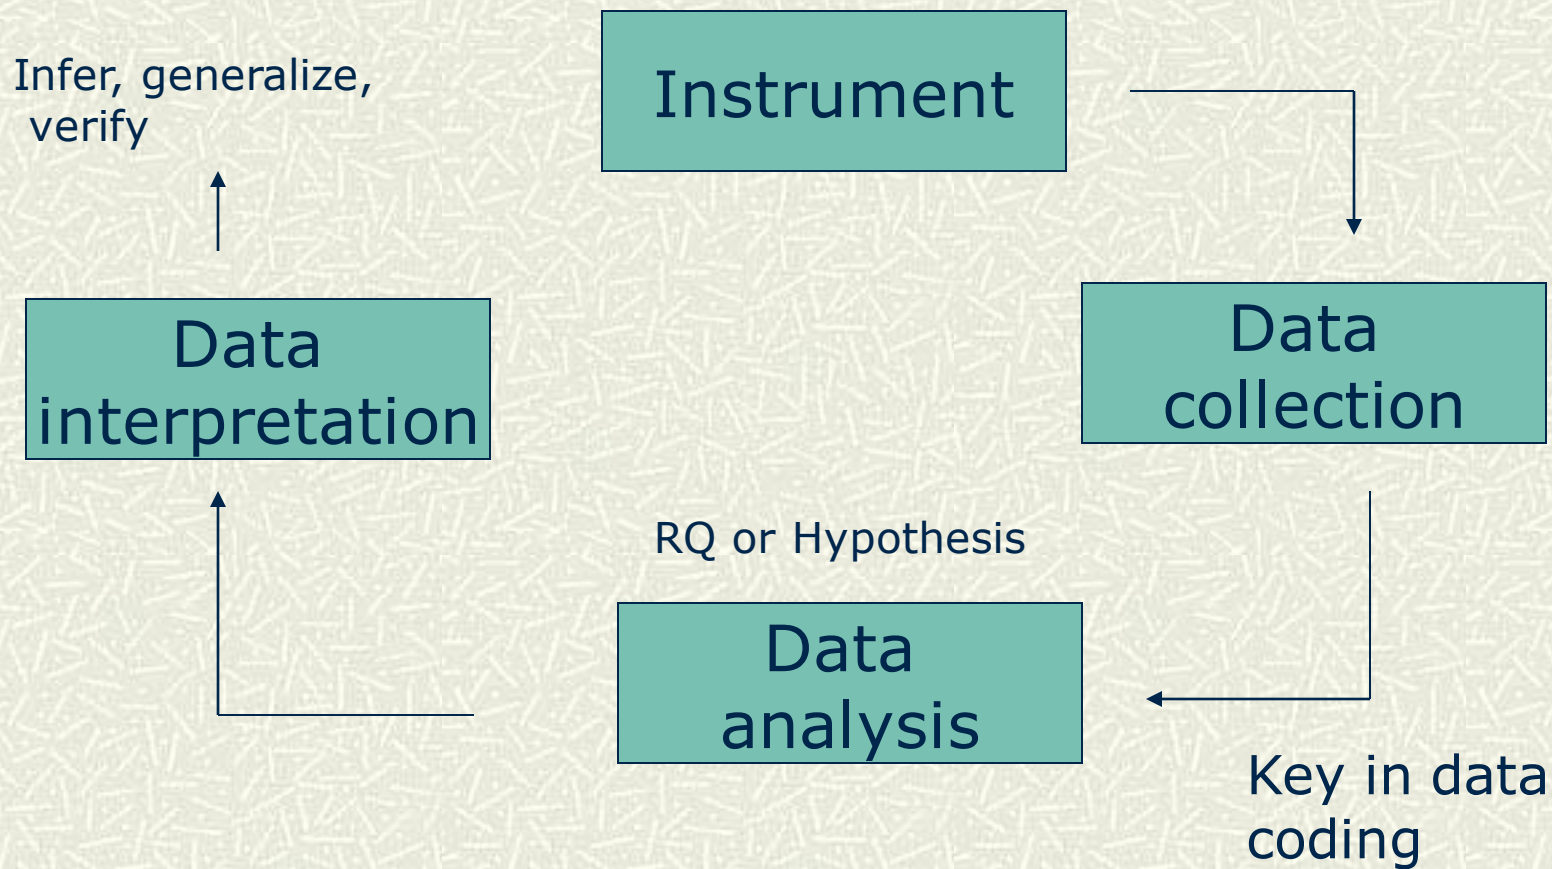 Infer, generalize,
verify
Instrument
Data
interpretation
Data
collection
RQ or Hypothesis
Data
analysis
Key in data
coding